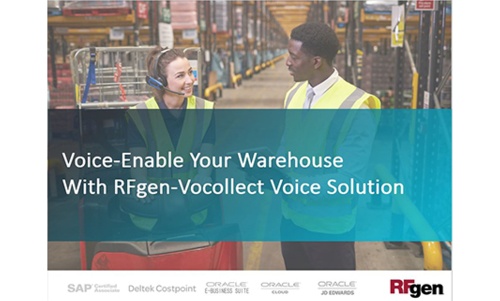 Voice-Enable Your Warehouse
With RFgen-Vocollect Voice Solution
SAP Certified
Associate
Deltek Costpoint
ORACLE
E-BUSINESS SUITE
ORACLE
CLOUD
ORACLE
JD EDWARDS
RFgen